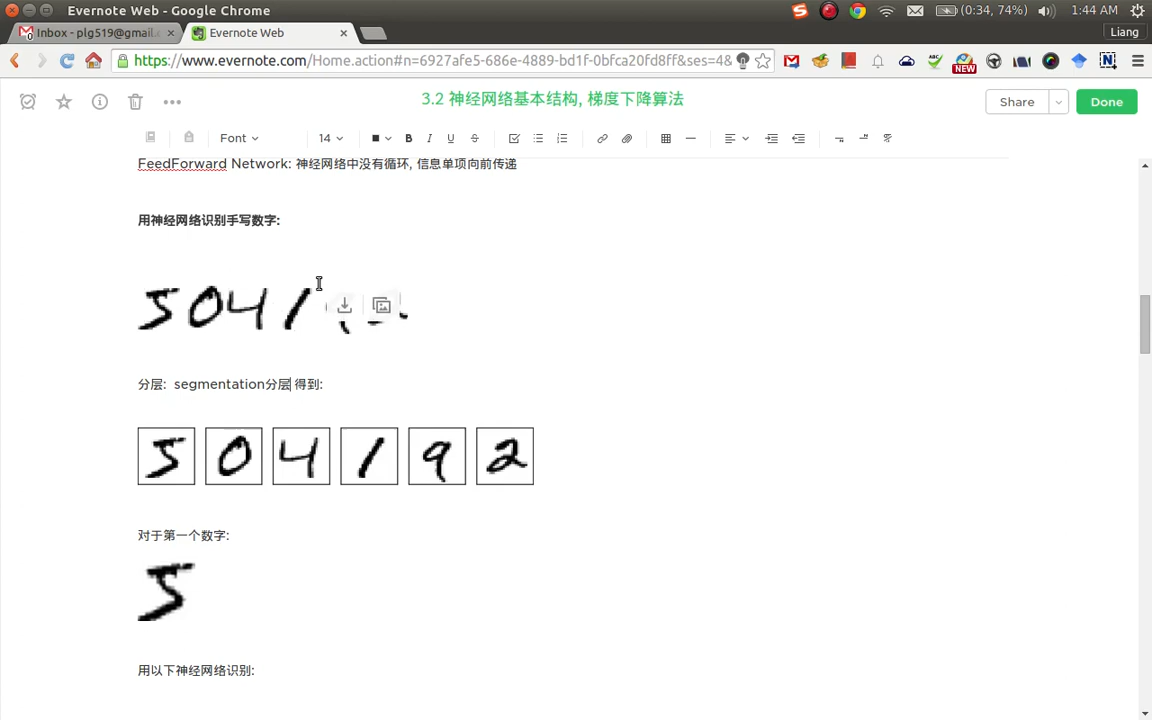 Evernote Web - Google Chrome
(0:34, 74%)
1:44 AM
Inbox - plg519@gmail.
Evernote Web
Liang
https://www.evernote.com/Home.action#n=6927afe5-686e-4889-bd1f-0bfca20fd8ff&ses=4&
NEW
3.2 神经网络基本结构, 梯度下降算法
Share
Done
Font
14
B
I
U
S
FeedForward Network: 神经网络中没有循环, 信息单项向前传递
用神经网络识别手写数字:
5041
分层: segmentation分层 得到:
5 0 4 1 9 2
对于第一个数字:
5
用以下神经网络识别: